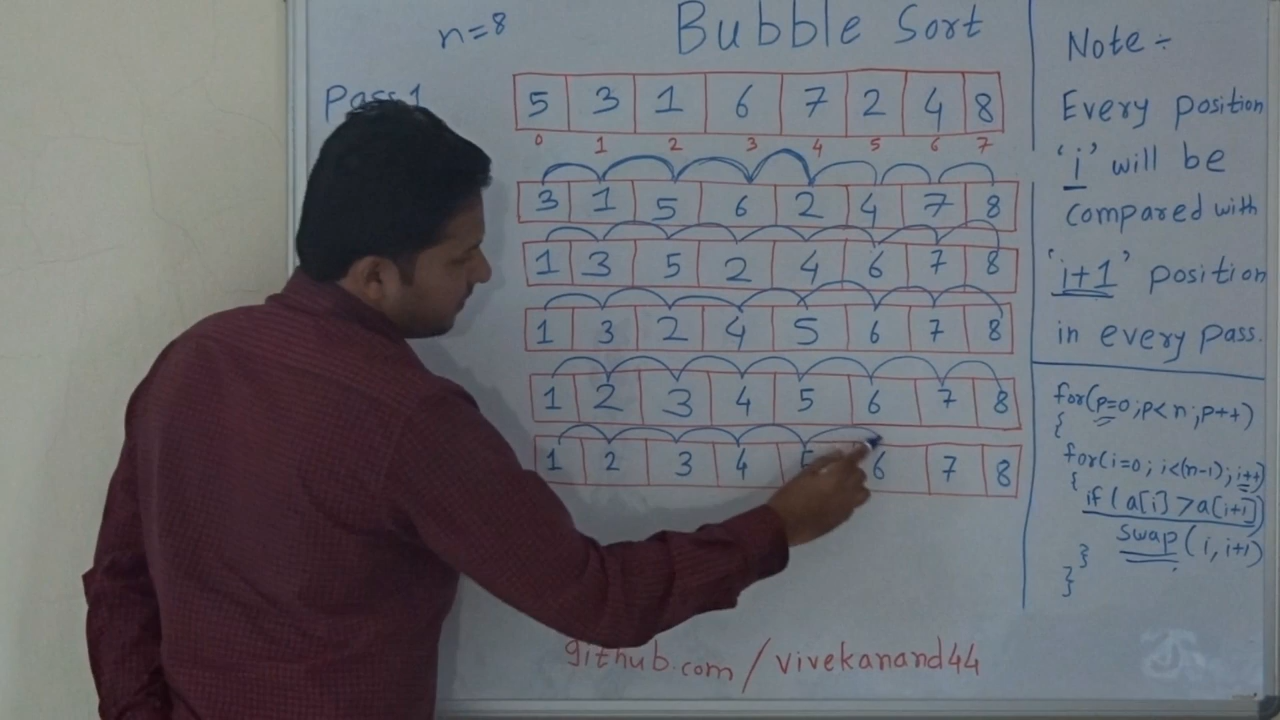 n=8
Bubble Sort
Pass 1
5 3 1 6 7 2 4 8
0 1 2 3 4 5 6 7
3 1 5 6 2 4 7 8
1 3 5 2 4 6 7 8
1 3 2 4 5 6 7 8
1 2 3 4 5 6 7 8
1 2 3 4 5 6 7 8
github.com/vivekanand44
Note ÷
Every position
'i' will be
compared with
'i+1' position
in every pass.
for(p=0;p<n;p++)
{
for(i=0; i<(n-1); i++)
{
if(a[i]>a[i+1])
swap(i,i+1)
}
}